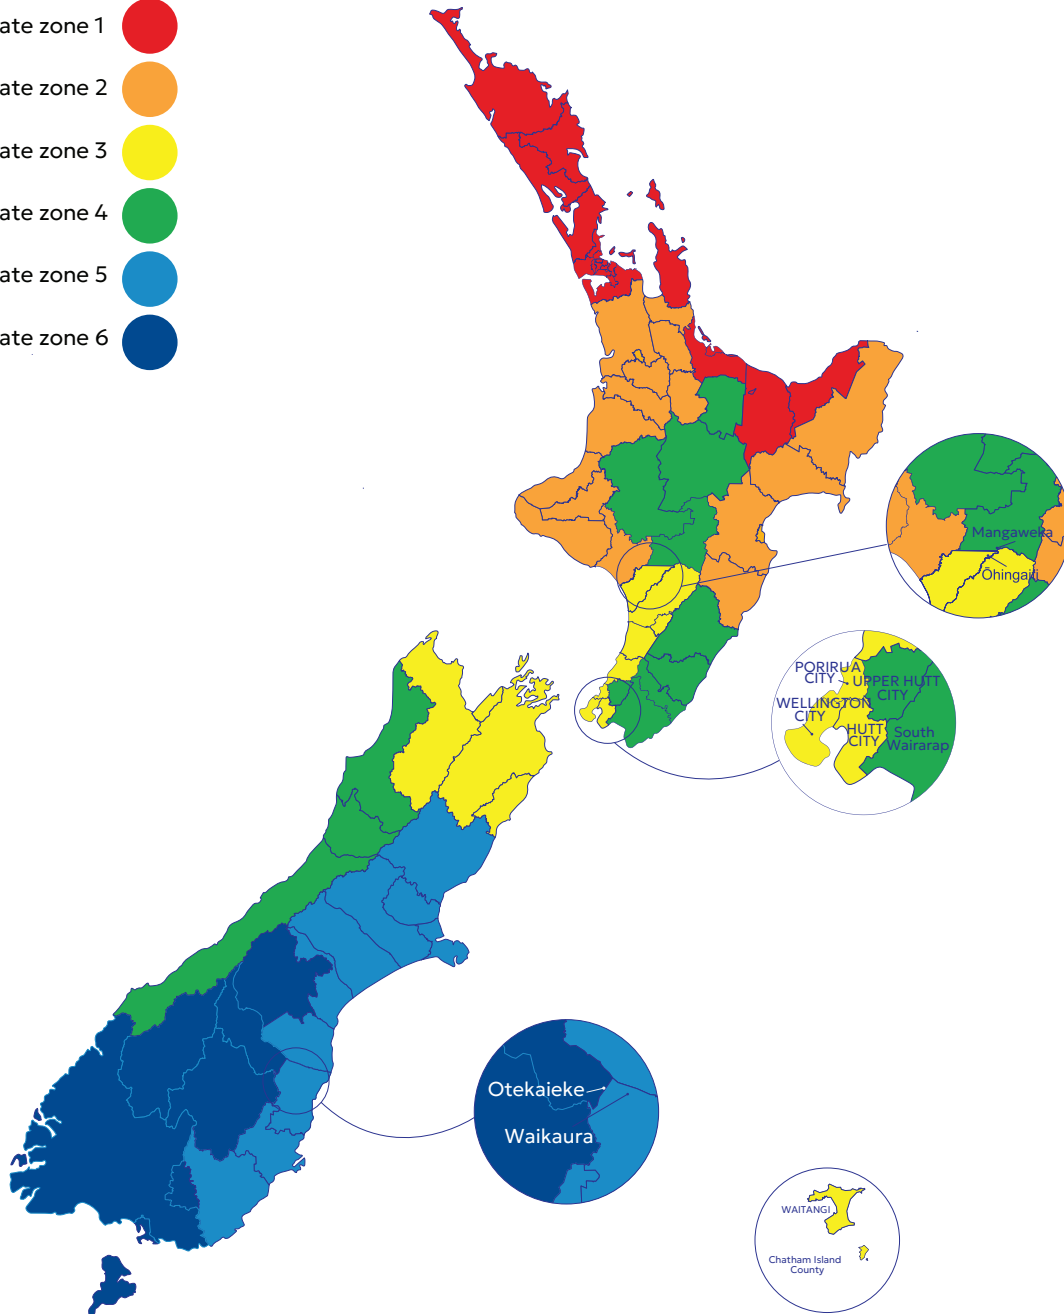 ate zone 1
ate zone 2
ate zone 3
ate zone 4
ate zone 5
ate zone 6
Mangaweka
Ōhingaiti
PORIRUA
CITY
UPPER HUTT
CITY
WELLINGTON
CITY
HUTT
CITY
South
Wairarap
Otekaieke
Waikaura
WAITANGI
Chatham Island
County